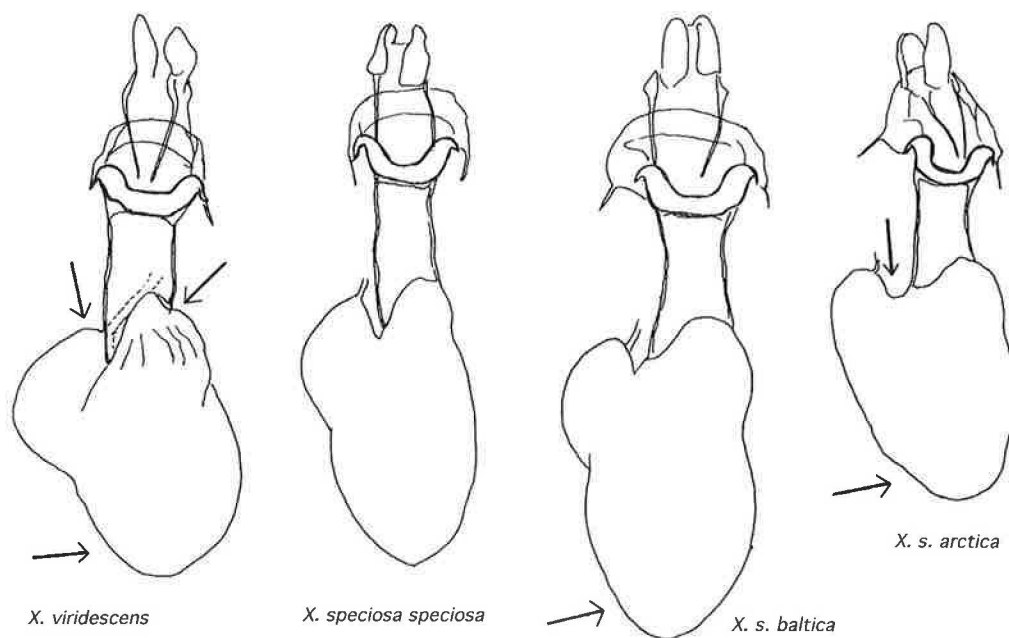 X. viridescens
X. speciosa speciosa
X. s. baltica
X. s. arctica